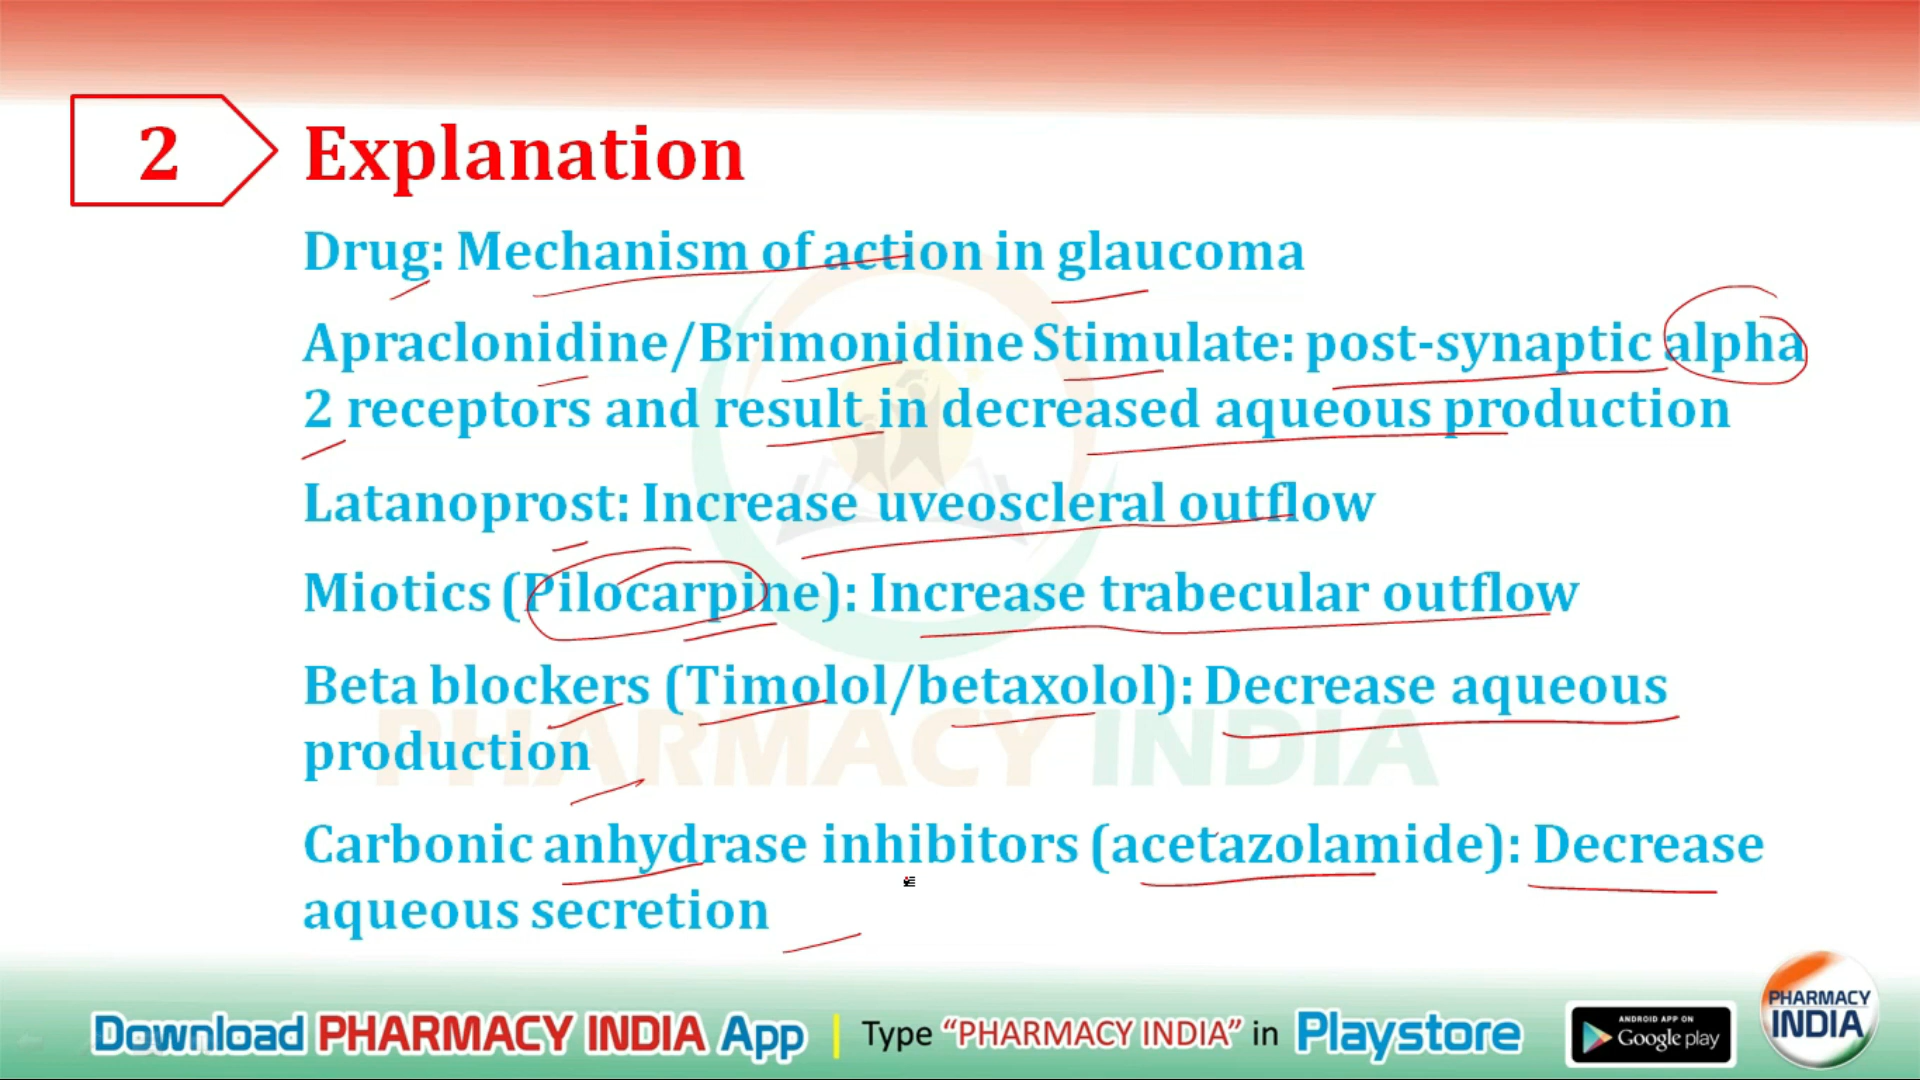 2
Explanation
Drug: Mechanism of action in glaucoma
Apraclonidine/Brimonidine Stimulate: post-synaptic alpha
2 receptors and result in decreased aqueous production
Latanoprost: Increase uveoscleral outflow
Miotics (Pilocarpine): Increase trabecular outflow
Beta blockers (Timolol/betaxolol): Decrease aqueous
production
PHARMACY INDIA
Carbonic anhydrase inhibitors (acetazolamide): Decrease
aqueous secretion
Download PHARMACY INDIA App | Type “PHARMACY INDIA” in Playstore
ANDROID APP ON
Google play
PHARMACY
INDIA